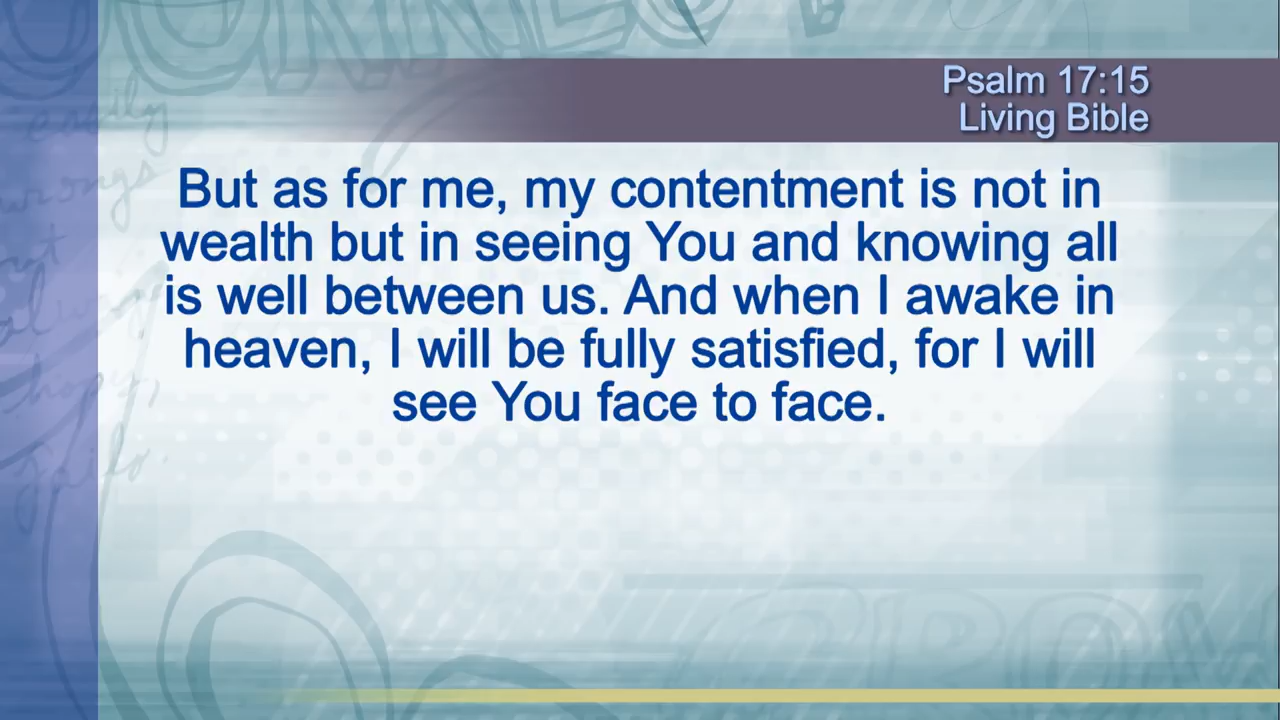 Psalm 17:15
Living Bible
But as for me, my contentment is not in
wealth but in seeing You and knowing all
is well between us. And when I awake in
heaven, I will be fully satisfied, for I will
see You face to face.